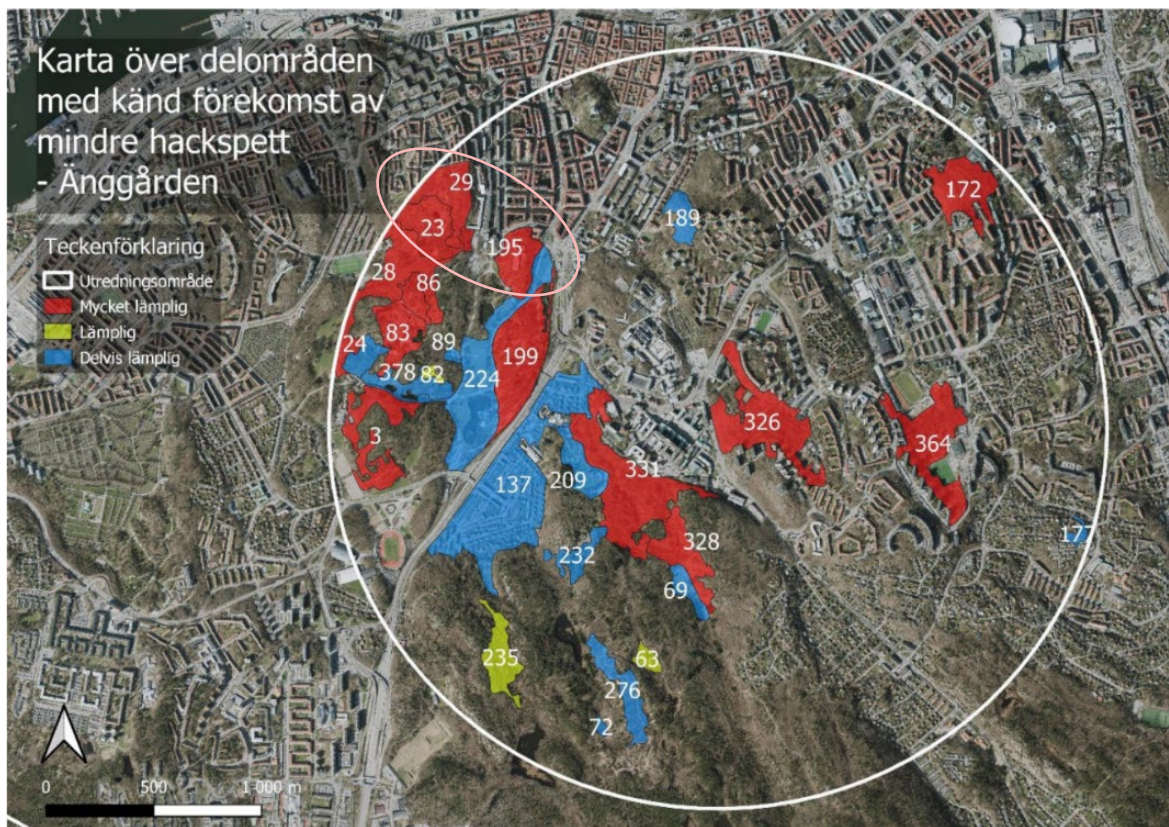 Karta över delområden
med känd förekomst av
mindre hackspett
- Änggården
Teckenförklaring
Utredningsområde
Mycket lämplig
Lämplig
Delvis lämplig
29
172
23
195
189
28
86
83
89
24
199
378
82
224
326
3
364
331
137
209
177
328
232
69
235
63
276
72
0 500 1 000 m